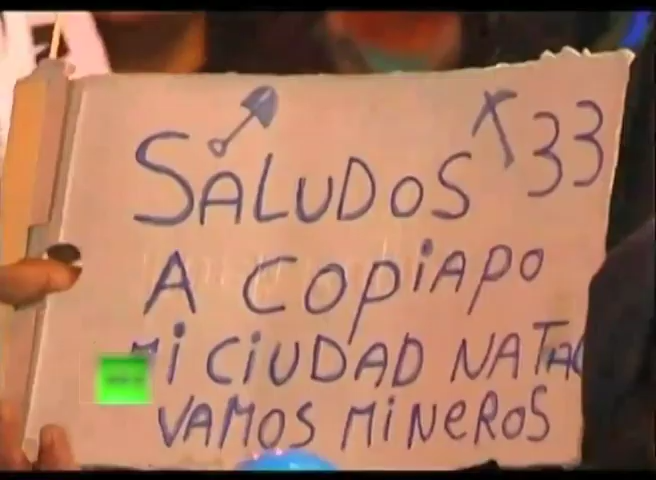 SALUDOS 33
A COPiAPO
Mi CiUDAD NATAL
VAMOS MiNeROS